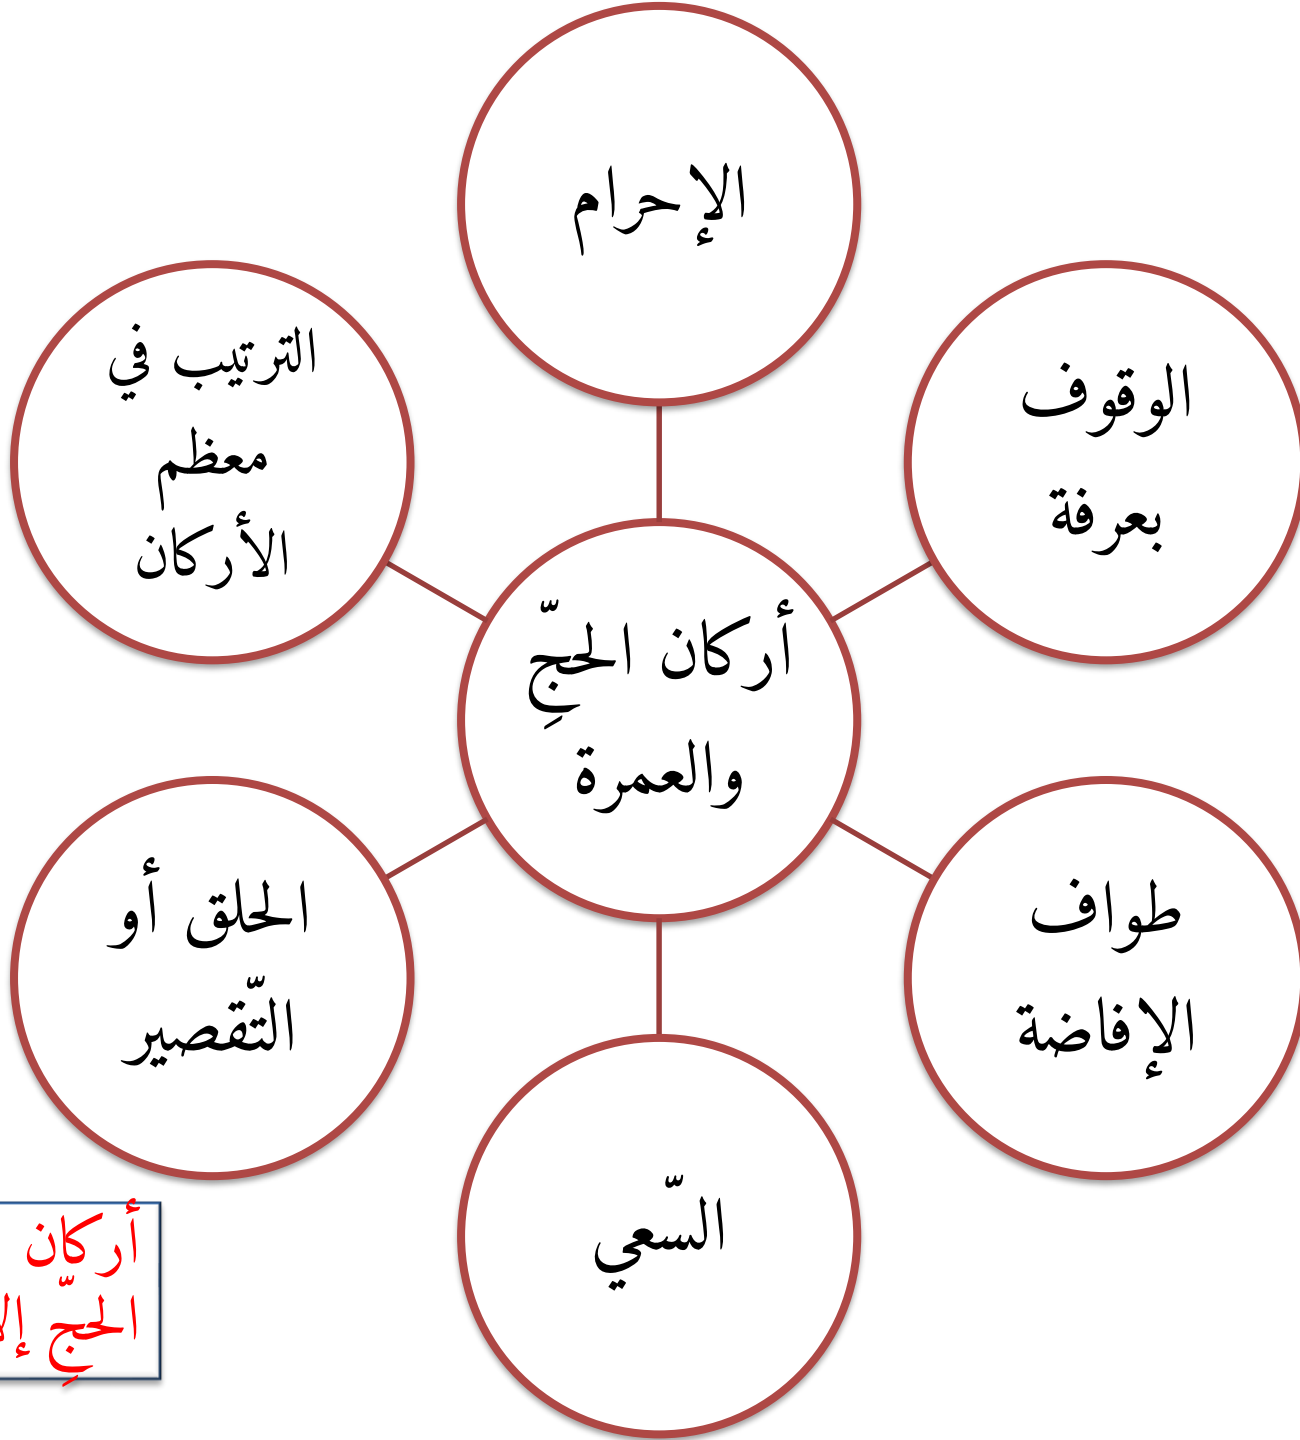 الإحرام
الوقوف
بعرفة
طواف
الإفاضة
السّعي
الحلق أو
التّقصير
الترتيب في
معظم
الأركان
أركان الحجِّ
والعمرة
أركان
الحجِّ